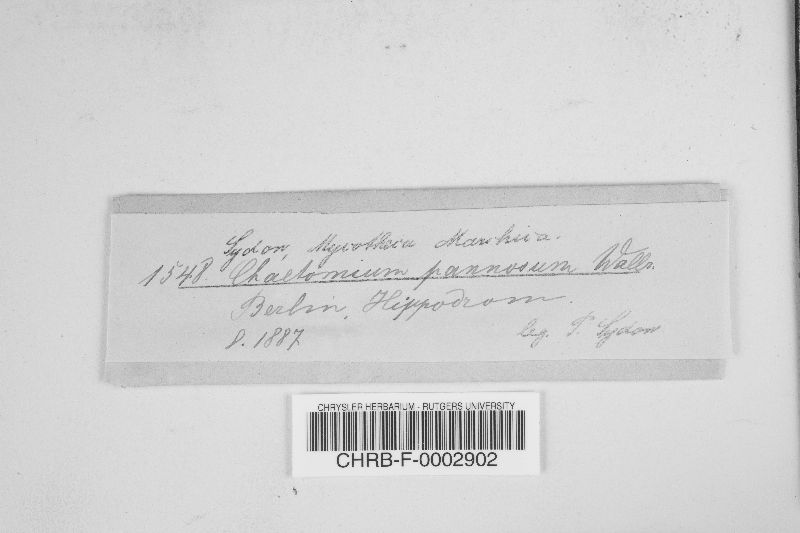 Sydow, Mycotheca Marchica.
1548 Chaetomium pannosum Wallr.
Berlin, Hippodrom.
8. 1887
leg. P. Sydow
CHRYSLER HERBARIUM - RUTGERS UNIVERSITY
CHRB-F-0002902